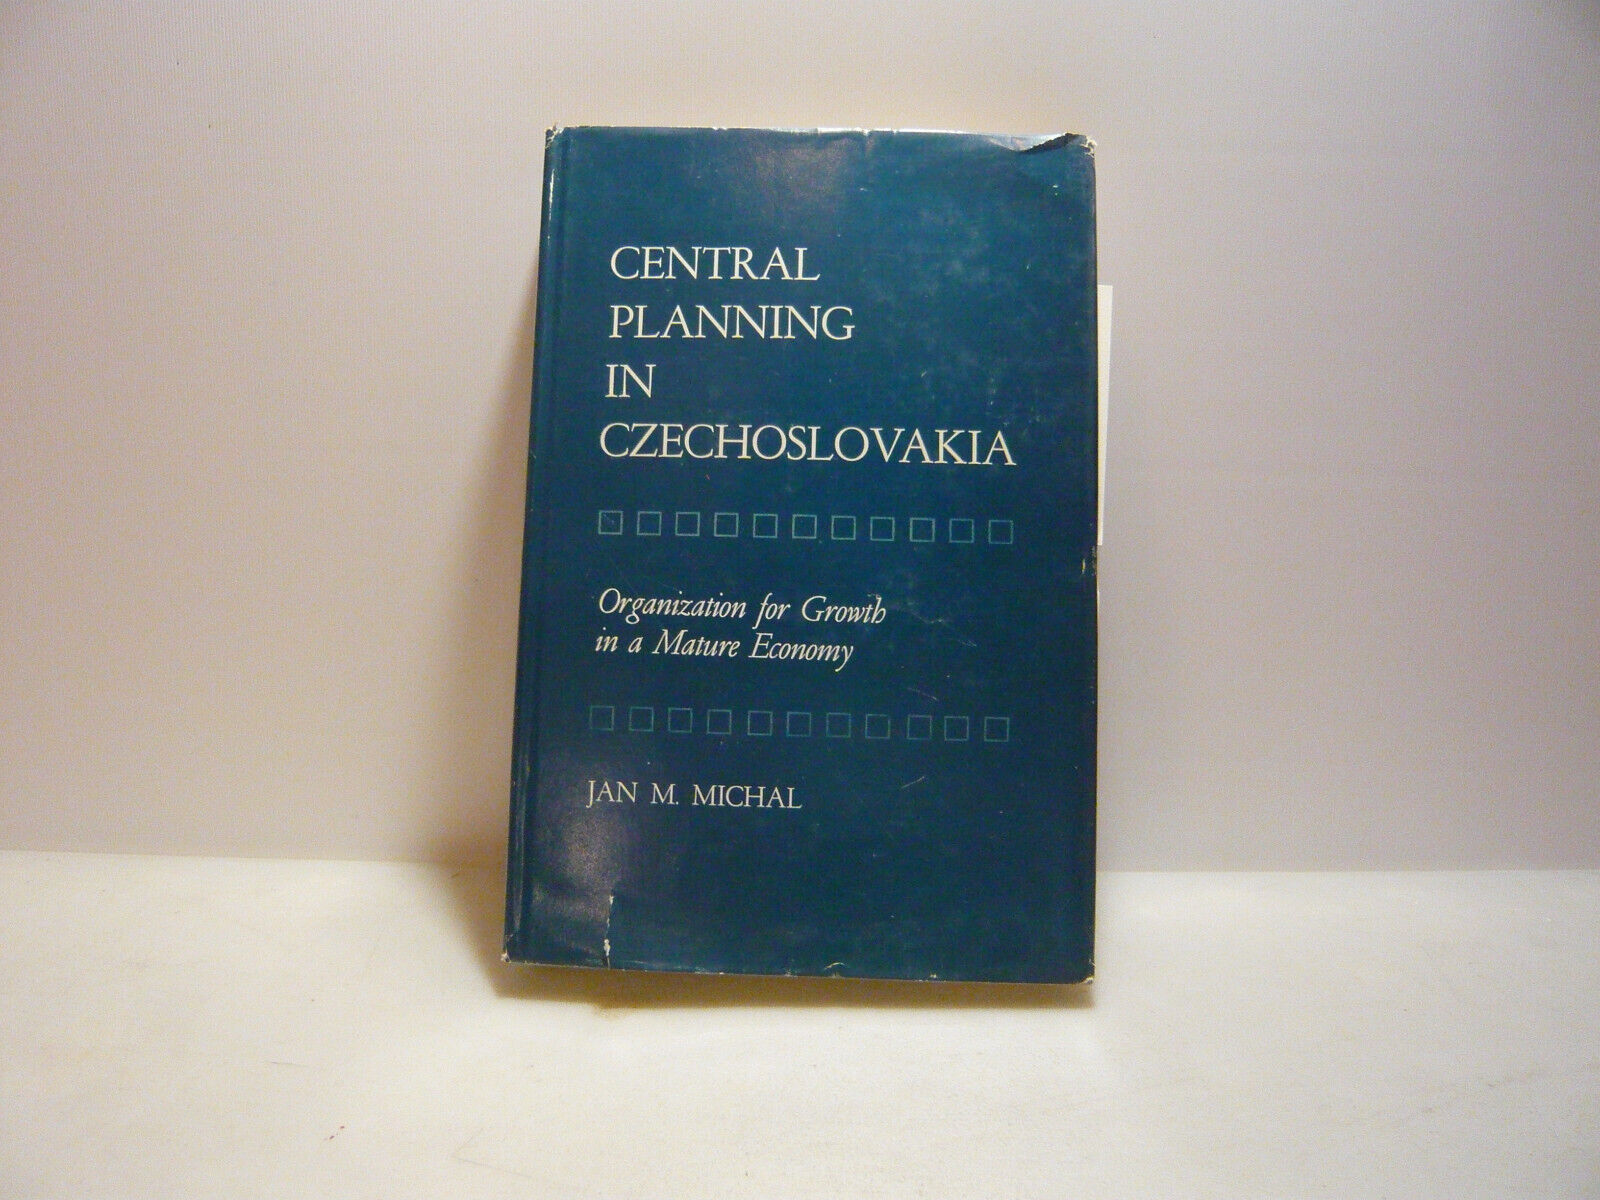 CENTRAL
PLANNING
IN
CZECHOSLOVAKIA
Organization for Growth
in a Mature Economy
JAN M. MICHAL